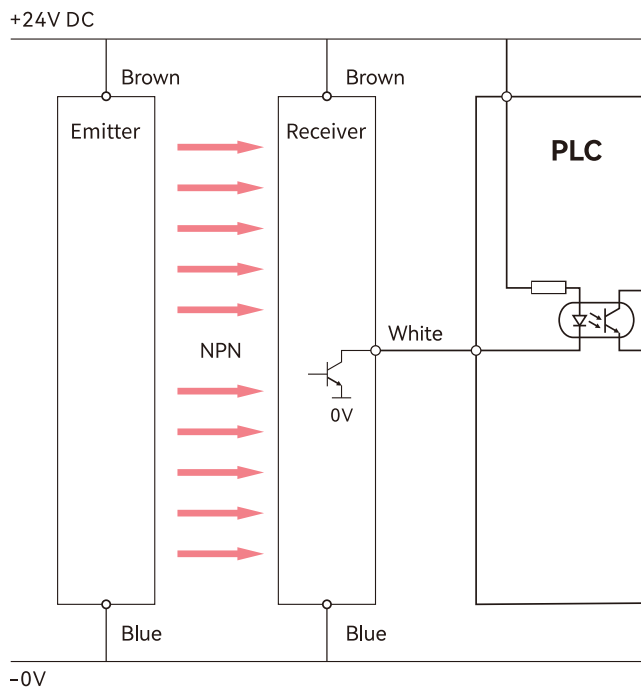 +24V DC
Brown
Brown
Emitter
Receiver
PLC
White
NPN
0V
Blue
Blue
-0V